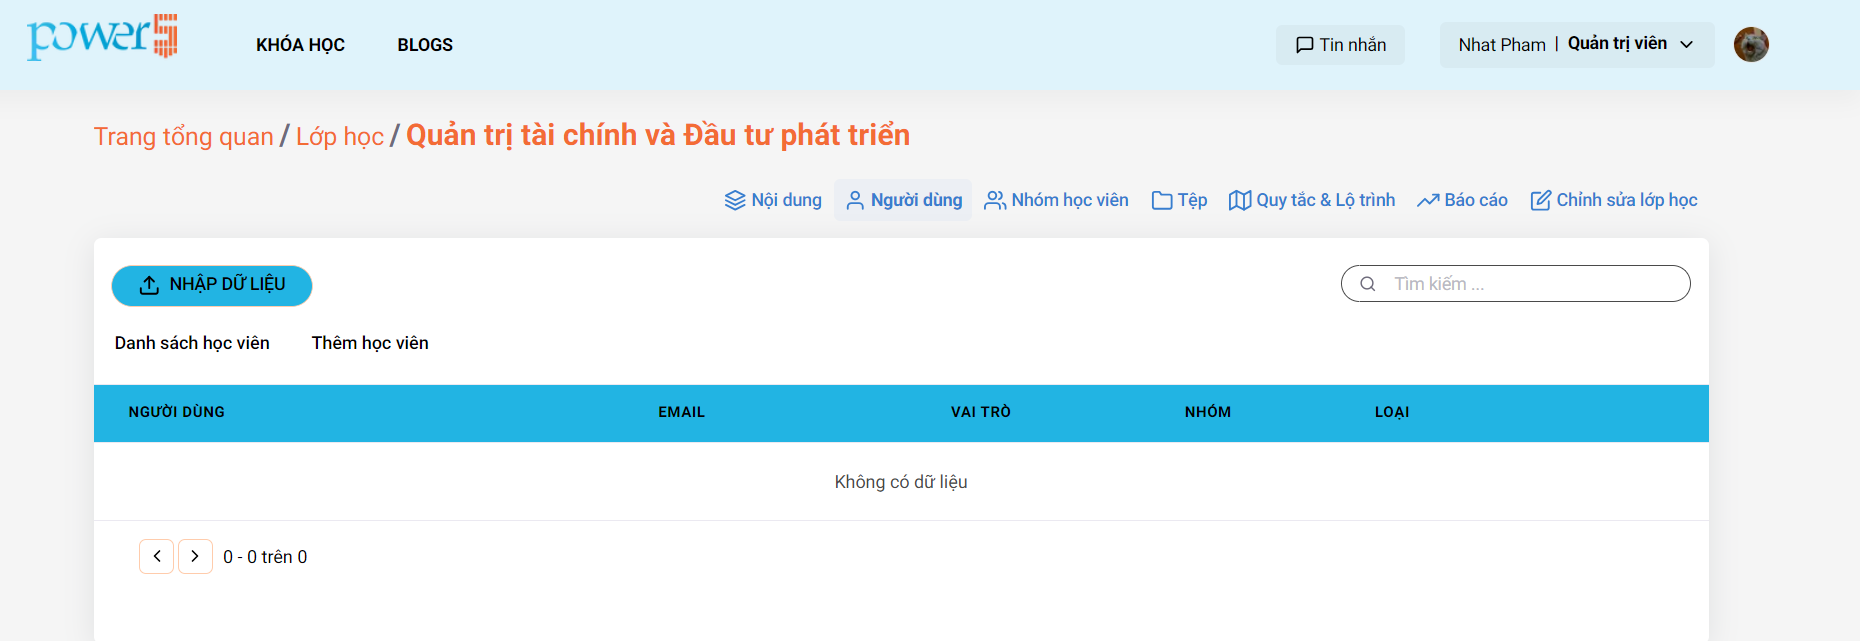 power5
KHÓA HỌC
BLOGS
Tin nhắn
Nhat Pham | Quản trị viên
Trang tổng quan / Lớp học / Quản trị tài chính và Đầu tư phát triển
Nội dung
Người dùng
Nhóm học viên
Tệp
Quy tắc & Lộ trình
Báo cáo
Chỉnh sửa lớp học
NHẬP DỮ LIỆU
Tìm kiếm ...
Danh sách học viên
Thêm học viên
NGƯỜI DÙNG
EMAIL
VAI TRÒ
NHÓM
LOẠI
Không có dữ liệu
0 - 0 trên 0